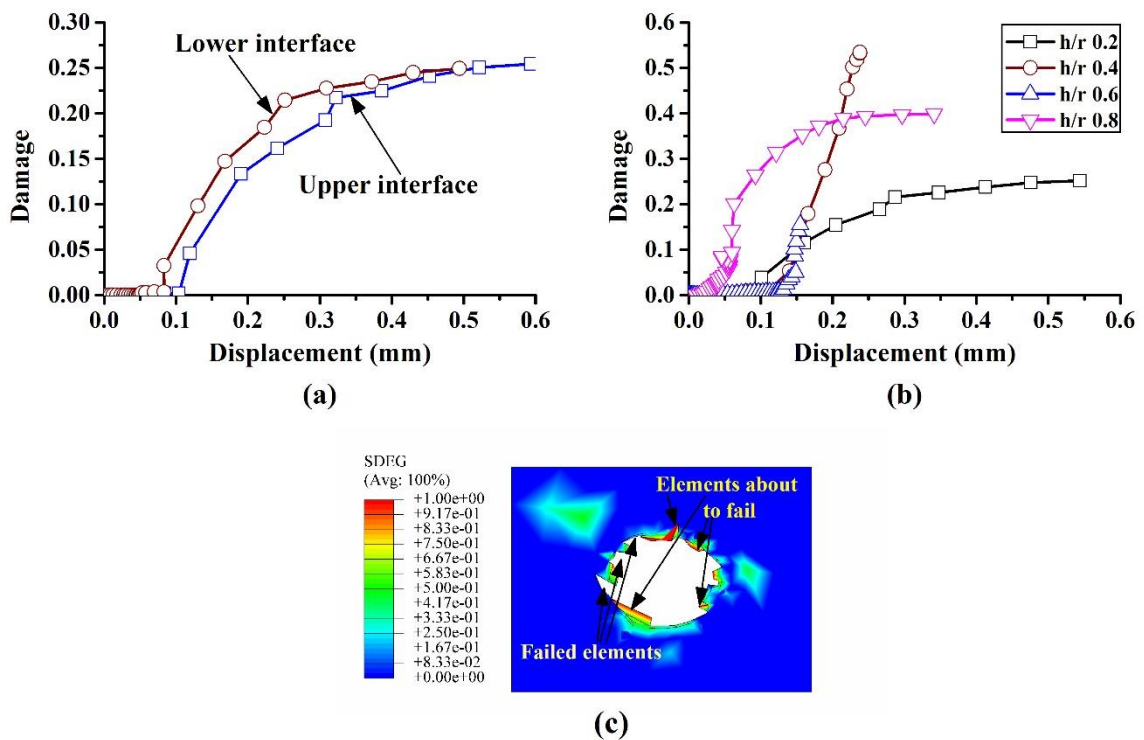 0.30
0.25
0.20
0.15
0.10
0.05
0.00
Damage
Lower interface
Upper interface
0.0 0.1 0.2 0.3 0.4 0.5 0.6
Displacement (mm)
(a)
0.6
0.5
0.4
0.3
0.2
0.1
0.0
Damage
h/r 0.2
h/r 0.4
h/r 0.6
h/r 0.8
0.0 0.1 0.2 0.3 0.4 0.5 0.6
Displacement (mm)
(b)
SDEG
(Avg: 100%)
+1.00e+00
+9.17e-01
+8.33e-01
+7.50e-01
+6.67e-01
+5.83e-01
+5.00e-01
+4.17e-01
+3.33e-01
+2.50e-01
+1.67e-01
+8.33e-02
+0.00e+00
Elements about
to fail
Failed elements
(c)